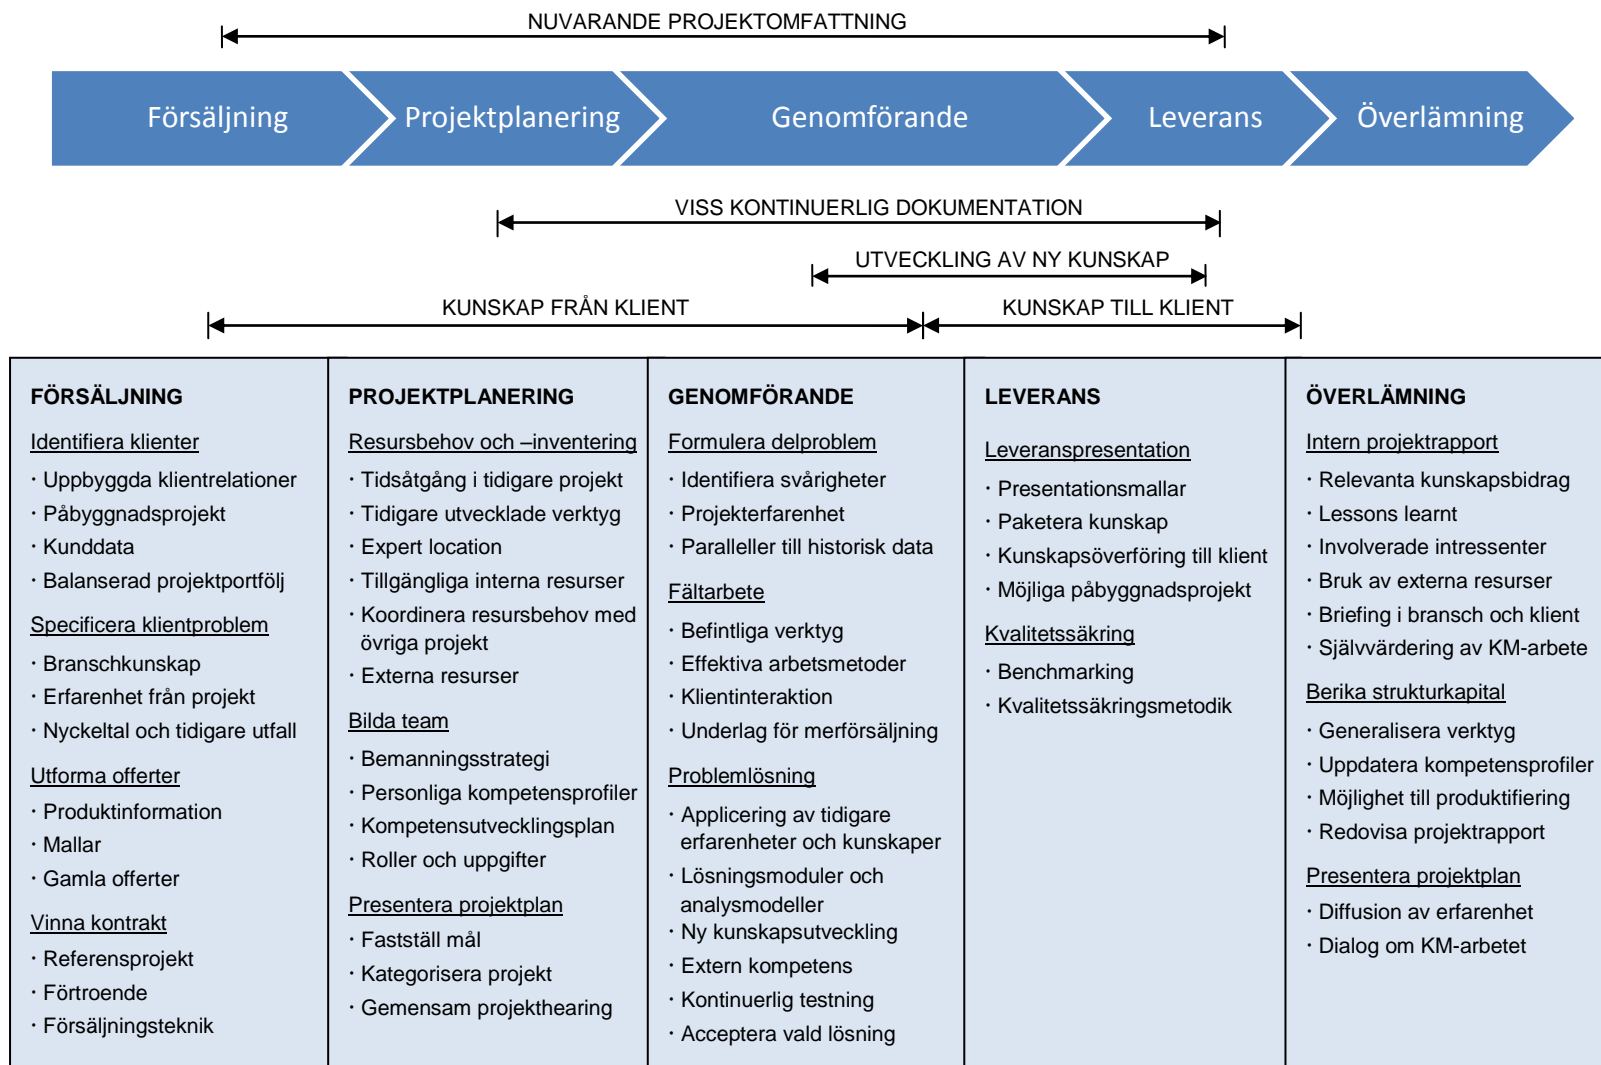 NUVARANDE PROJEKTOMFATTNING
Försäljning
Projektplanering
Genomförande
Leverans
Överlämning
VISS KONTINUERLIG DOKUMENTATION
UTVECKLING AV NY KUNSKAP
KUNSKAP FRÅN KLIENT
KUNSKAP TILL KLIENT
FÖRSÄLJNING
Identifiera klienter
· Uppbyggda klientrelationer
· Påbyggnadsprojekt
· Kunddata
· Balanserad projektportfölj
Specificera klientproblem
· Branschkunskap
· Erfarenhet från projekt
· Nyckeltal och tidigare utfall
Utforma offerter
· Produktinformation
· Mallar
· Gamla offerter
Vinna kontrakt
· Referensprojekt
· Förtroende
· Försäljningsteknik
PROJEKTPLANERING
Resursbehov och –inventering
· Tidsåtgång i tidigare projekt
· Tidigare utvecklade verktyg
· Expert location
· Tillgängliga interna resurser
· Koordinera resursbehov med
övriga projekt
· Externa resurser
Bilda team
· Bemanningsstrategi
· Personliga kompetensprofiler
· Kompetensutvecklingsplan
· Roller och uppgifter
Presentera projektplan
· Fastställ mål
· Kategorisera projekt
· Gemensam projekthearing
GENOMFÖRANDE
Formulera delproblem
· Identifiera svårigheter
· Projekterfarenhet
· Paralleller till historisk data
Fältarbete
· Befintliga verktyg
· Effektiva arbetsmetoder
· Klientinteraktion
· Underlag för merförsäljning
Problemlösning
· Applicering av tidigare
erfarenheter och kunskaper
· Lösningsmoduler och
analysmodeller
· Ny kunskapsutveckling
· Extern kompetens
· Kontinuerlig testning
· Acceptera vald lösning
LEVERANS
Leveranspresentation
· Presentationsmallar
· Paketera kunskap
· Kunskapsöverföring till klient
· Möjliga påbyggnadsprojekt
Kvalitetssäkring
· Benchmarking
· Kvalitetssäkringsmetodik
ÖVERLÄMNING
Intern projektrapport
· Relevanta kunskapsbidrag
· Lessons learnt
· Involverade intressenter
· Bruk av externa resurser
· Briefing i bransch och klient
· Självvärdering av KM-arbete
Berika strukturkapital
· Generalisera verktyg
· Uppdatera kompetensprofiler
· Möjlighet till produktifiering
· Redovisa projektrapport
Presentera projektplan
· Diffusion av erfarenhet
· Dialog om KM-arbetet